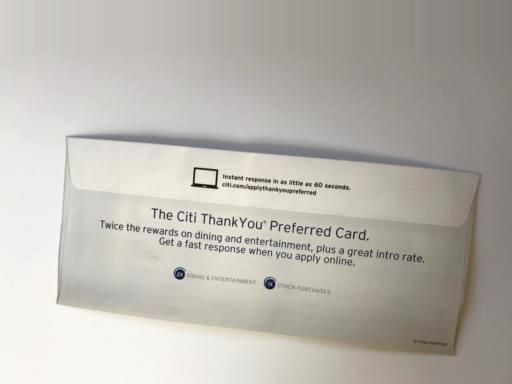 Instant response in as little as 60 seconds.
citi.com/applythankyoupreferred
The Citi ThankYou® Preferred Card.
Twice the rewards on dining and entertainment, plus a great intro rate.
Get a fast response when you apply online.
2X DINING & ENTERTAINMENT 1X OTHER PURCHASES